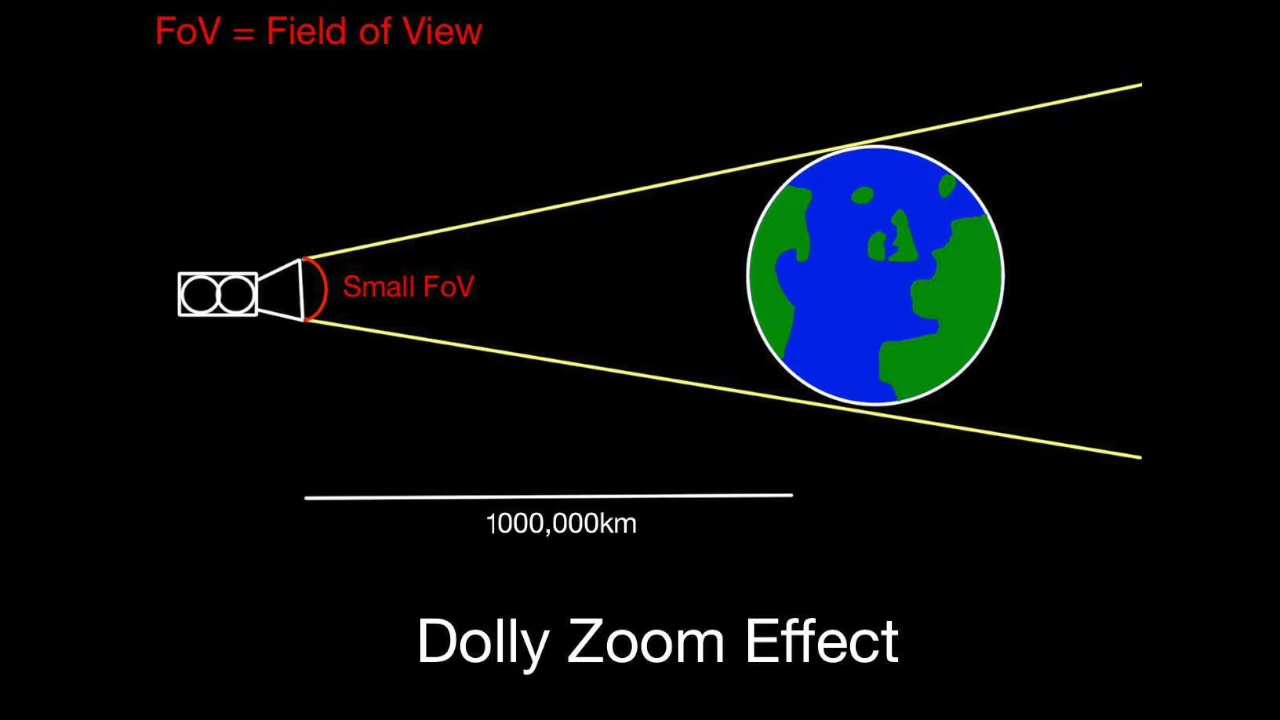 FoV = Field of View
Small FoV
1000,000km
Dolly Zoom Effect